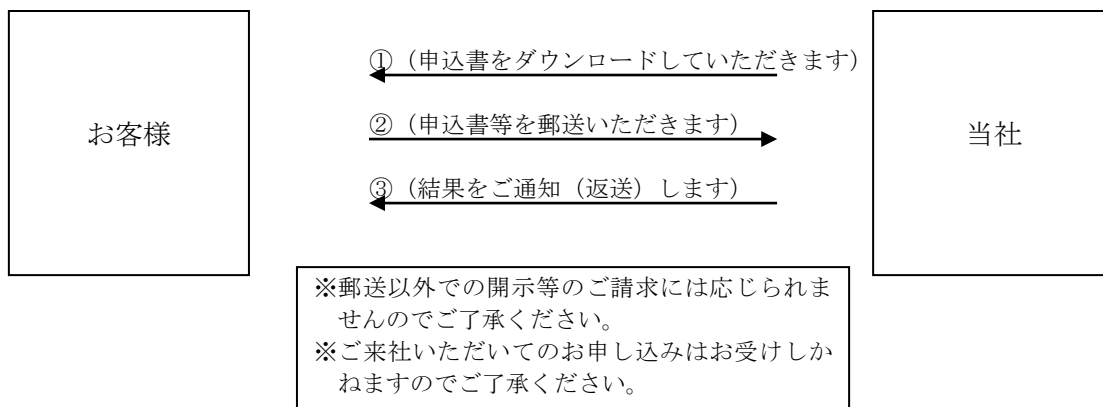 ①（申込書をダウンロードしていただきます）
お客様
②（申込書等を郵送いただきます）
当社
③（結果をご通知（返送）します）
※郵送以外での開示等のご請求には応じられま
せんのでご了承ください。
※ご来社いただいてのお申し込みはお受けしか
ねますのでご了承ください。